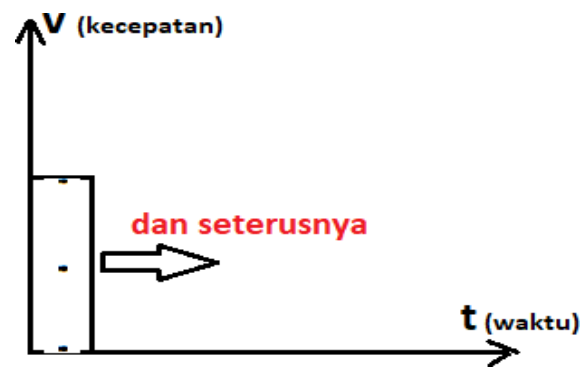 v (kecepatan)
dan seterusnya
t (waktu)